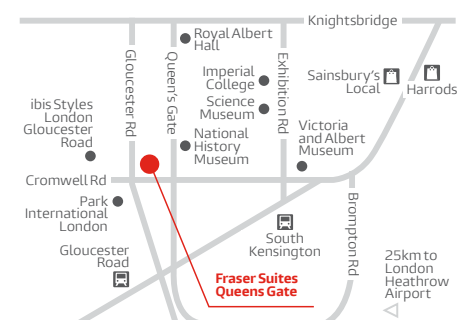 Knightsbridge
Royal Albert
Hall
Gloucester Rd
Queen's Gate
Exhibition Rd
Imperial
College
Science
Museum
Sainsbury's
Local
Harrods
ibis Styles
London
Gloucester
Road
National
History
Museum
Victoria
and Albert
Museum
Cromwell Rd
Park
International
London
Brompton Rd
South
Kensington
Gloucester
Road
Fraser Suites
Queens Gate
25km to
London
Heathrow
Airport